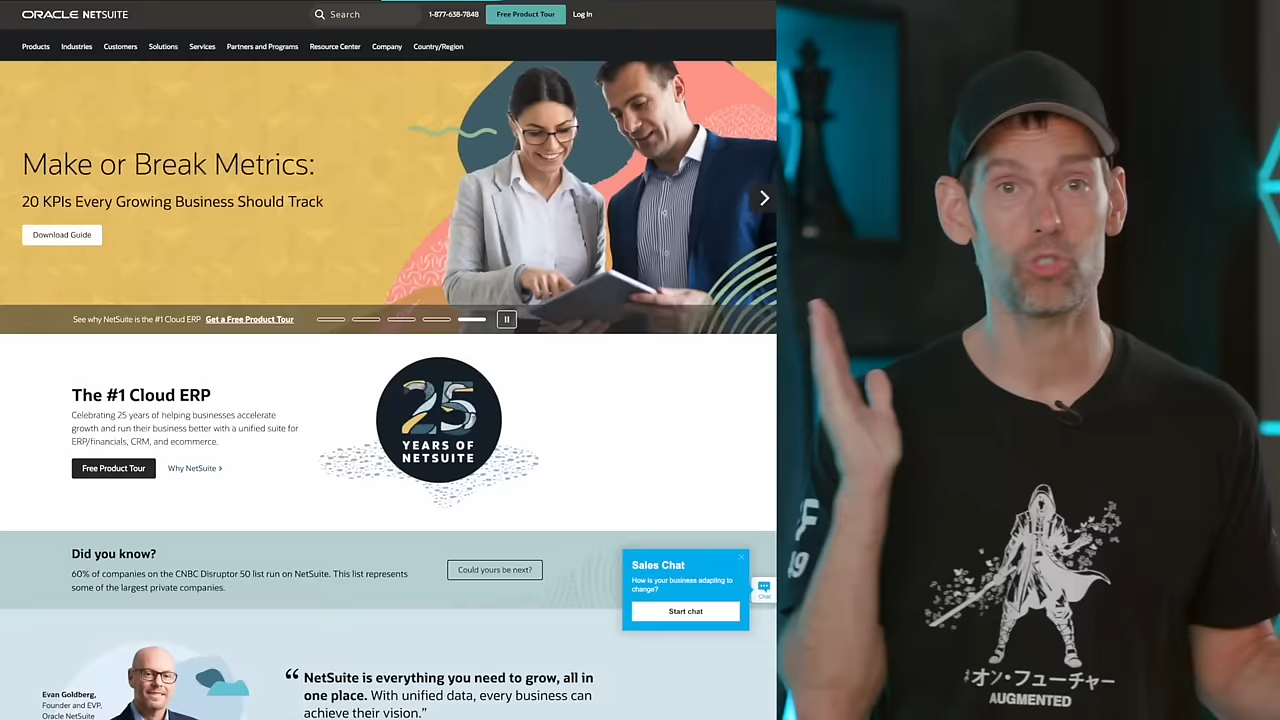 ORACLE NETSUITE
Search
1-877-638-7848
Free Product Tour
Log In
Products Industries Customers Solutions Services Partners and Programs Resource Center Company Country/Region
Make or Break Metrics:
20 KPIs Every Growing Business Should Track
Download Guide
See why NetSuite is the #1 Cloud ERP Get a Free Product Tour
The #1 Cloud ERP
Celebrating 25 years of helping businesses accelerate
growth and run their business better with a unified suite for
ERP/financials, CRM, and ecommerce.
Free Product Tour
Why NetSuite >
25
YEARS OF
NETSUITE
Did you know?
60% of companies on the CNBC Disruptor 50 list run on NetSuite. This list represents
some of the largest private companies.
Could yours be next?
Sales Chat
How is your business adapting to
change?
Start chat
Chat
Evan Goldberg,
Founder and EVP,
Oracle NetSuite
“NetSuite is everything you need to grow, all in
one place. With unified data, every business can
achieve their vision.”
オン・フューチャー
AUGMENTED